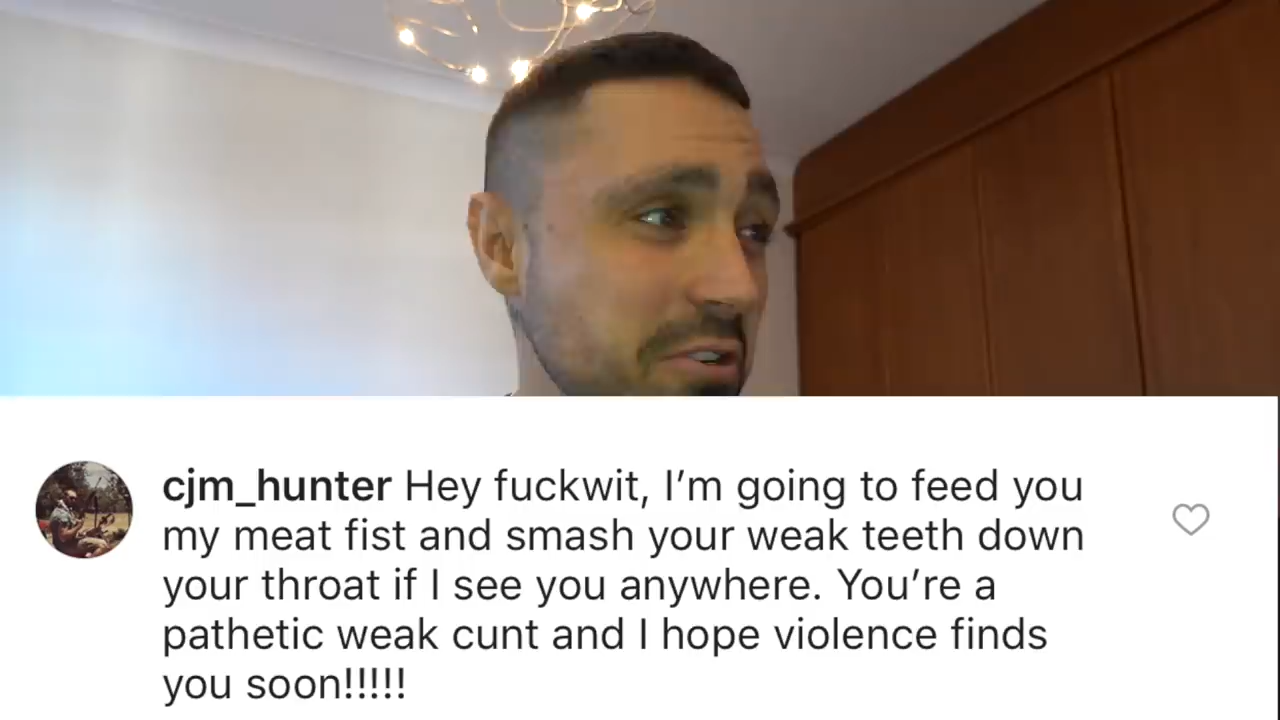 cjm_hunter Hey fuckwit, I’m going to feed you
my meat fist and smash your weak teeth down
your throat if I see you anywhere. You’re a
pathetic weak cunt and I hope violence finds
you soon!!!!!